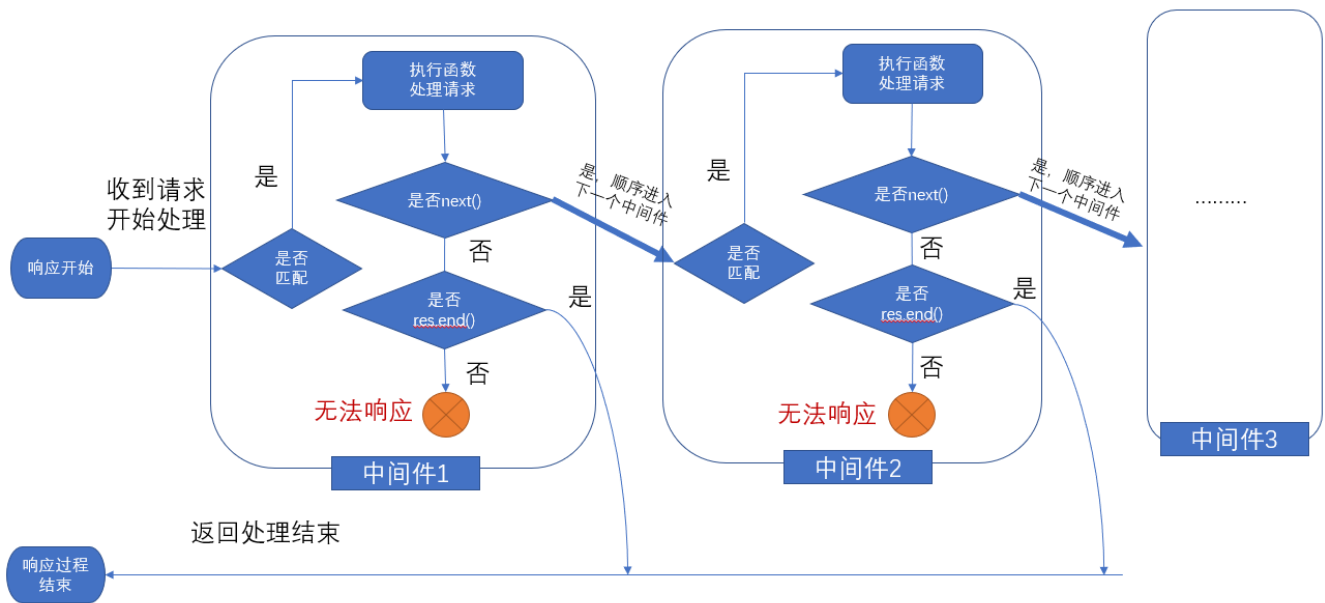 收到请求
开始处理
响应开始
是否
匹配
是
执行函数
处理请求
是否next()
否
是否
res.end()
是
否
无法响应
中间件1
是，顺序进入
下一个中间件
是否
匹配
是
执行函数
处理请求
是否next()
否
是否
res.end()
是
否
无法响应
中间件2
是，顺序进入
下一个中间件
.........
中间件3
返回处理结束
响应过程
结束